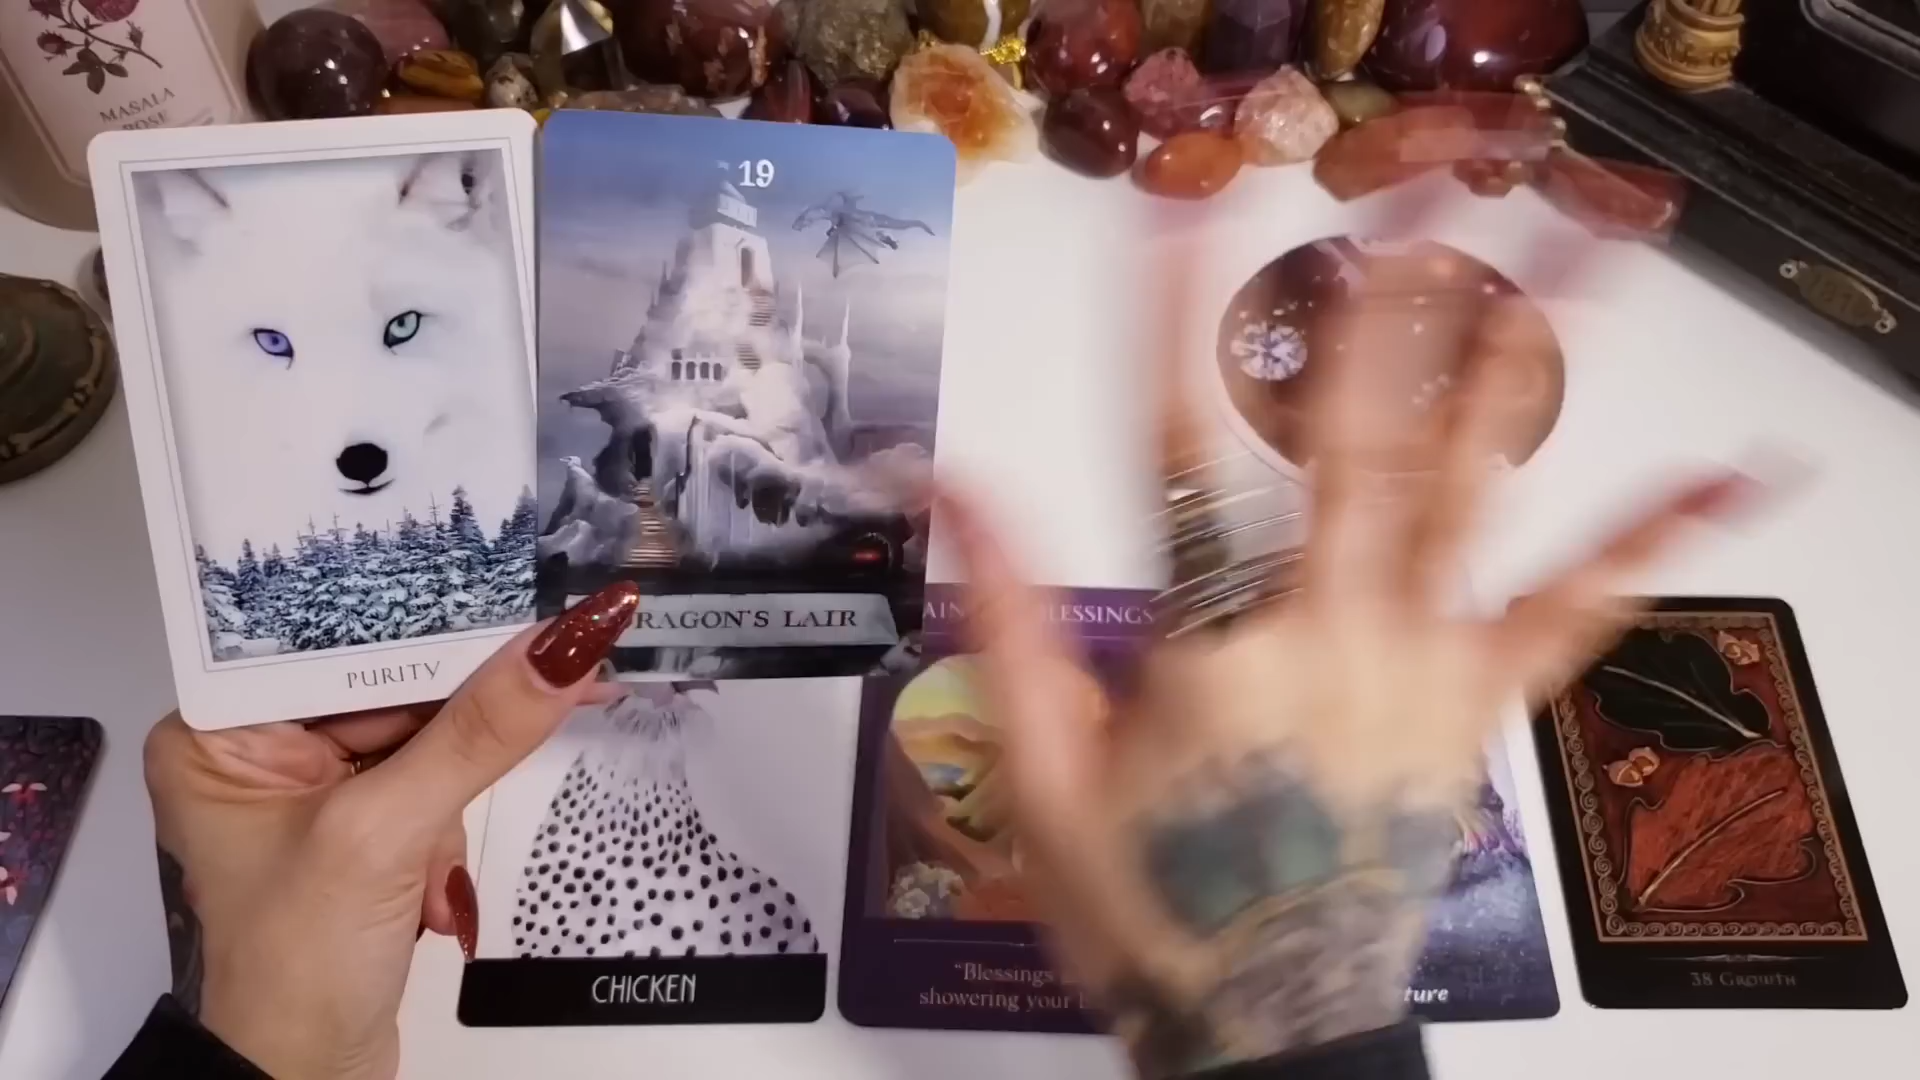 MASALA
ROSE
19
PURITY
RAGON'S LAIR
BLESSINGS
CHICKEN
"Blessings
showering your
ture
38 GROWTH